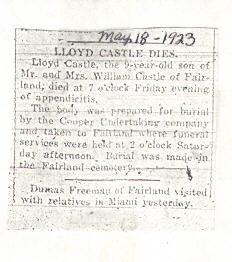 May-18-1923
LLOYD CASTLE DIES.
Lloyd Castle, the 9-year-old son of
Mr. and Mrs. William Castle of Fair-
land, died at 7 o'clock Friday evening
of appendicitis.
The body was prepared for burial
by the Cooper Undertaking company
and taken to Fairland where funeral
services were held at 2 o'clock Satur-
day afternoon. Burial was made in
the Fairland cemetery.
Dumas Freeman of Fairland visited
with relatives in Miami yesterday.